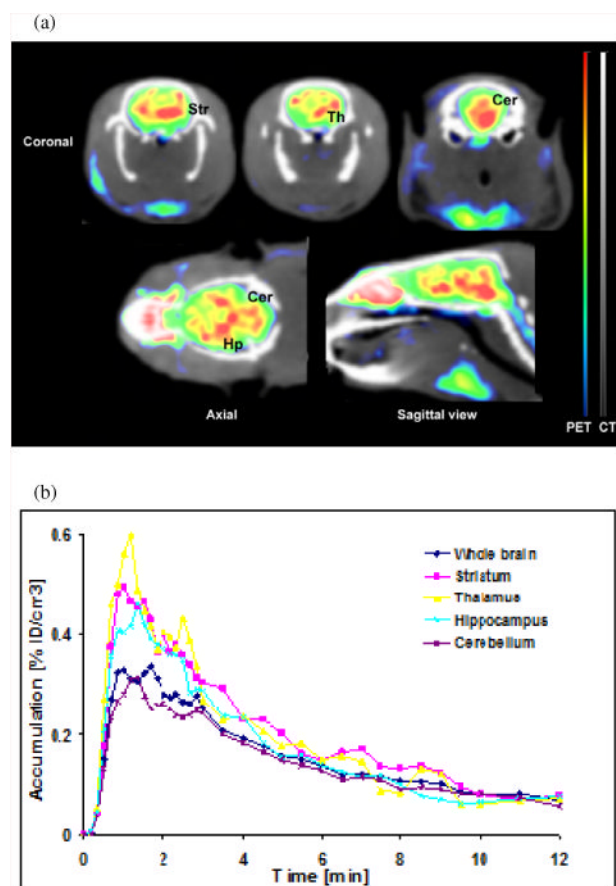 (a)
Coronal
Str
Th
Cer
Cer
Hp
Axial
Sagittal view
PET CT
(b)
Accumulation [% ID/cm3]
0.6
0.4
0.2
0
Whole brain
Striatum
Thalamus
Hippocampus
Cerebellum
0 2 4 6 8 10 12
Time [min]